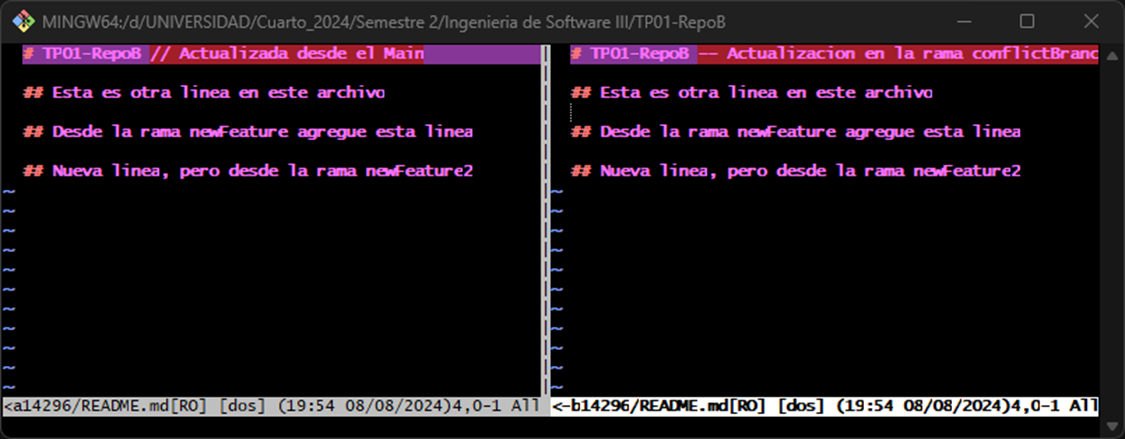 MINGW64:/d/UNIVERSIDAD/Cuarto_2024/Semestre 2/Ingenieria de Software III/TP01-RepoB
# TP01-RepoB // Actualizada desde el Main
## Esta es otra linea en este archivo
## Desde la rama newFeature agregue esta linea
## Nueva linea, pero desde la rama newFeature2
~
~
~
~
~
~
~
~
~
~
~
<a14296/README.md[RO] [dos] (19:54 08/08/2024)4,0-1 All
# TP01-RepoB -- Actualizacion en la rama conflictBranc
## Esta es otra linea en este archivo
## Desde la rama newFeature agregue esta linea
## Nueva linea, pero desde la rama newFeature2
~
~
~
~
~
~
~
~
~
~
~
<-b14296/README.md[RO] [dos] (19:54 08/08/2024)4,0-1 All